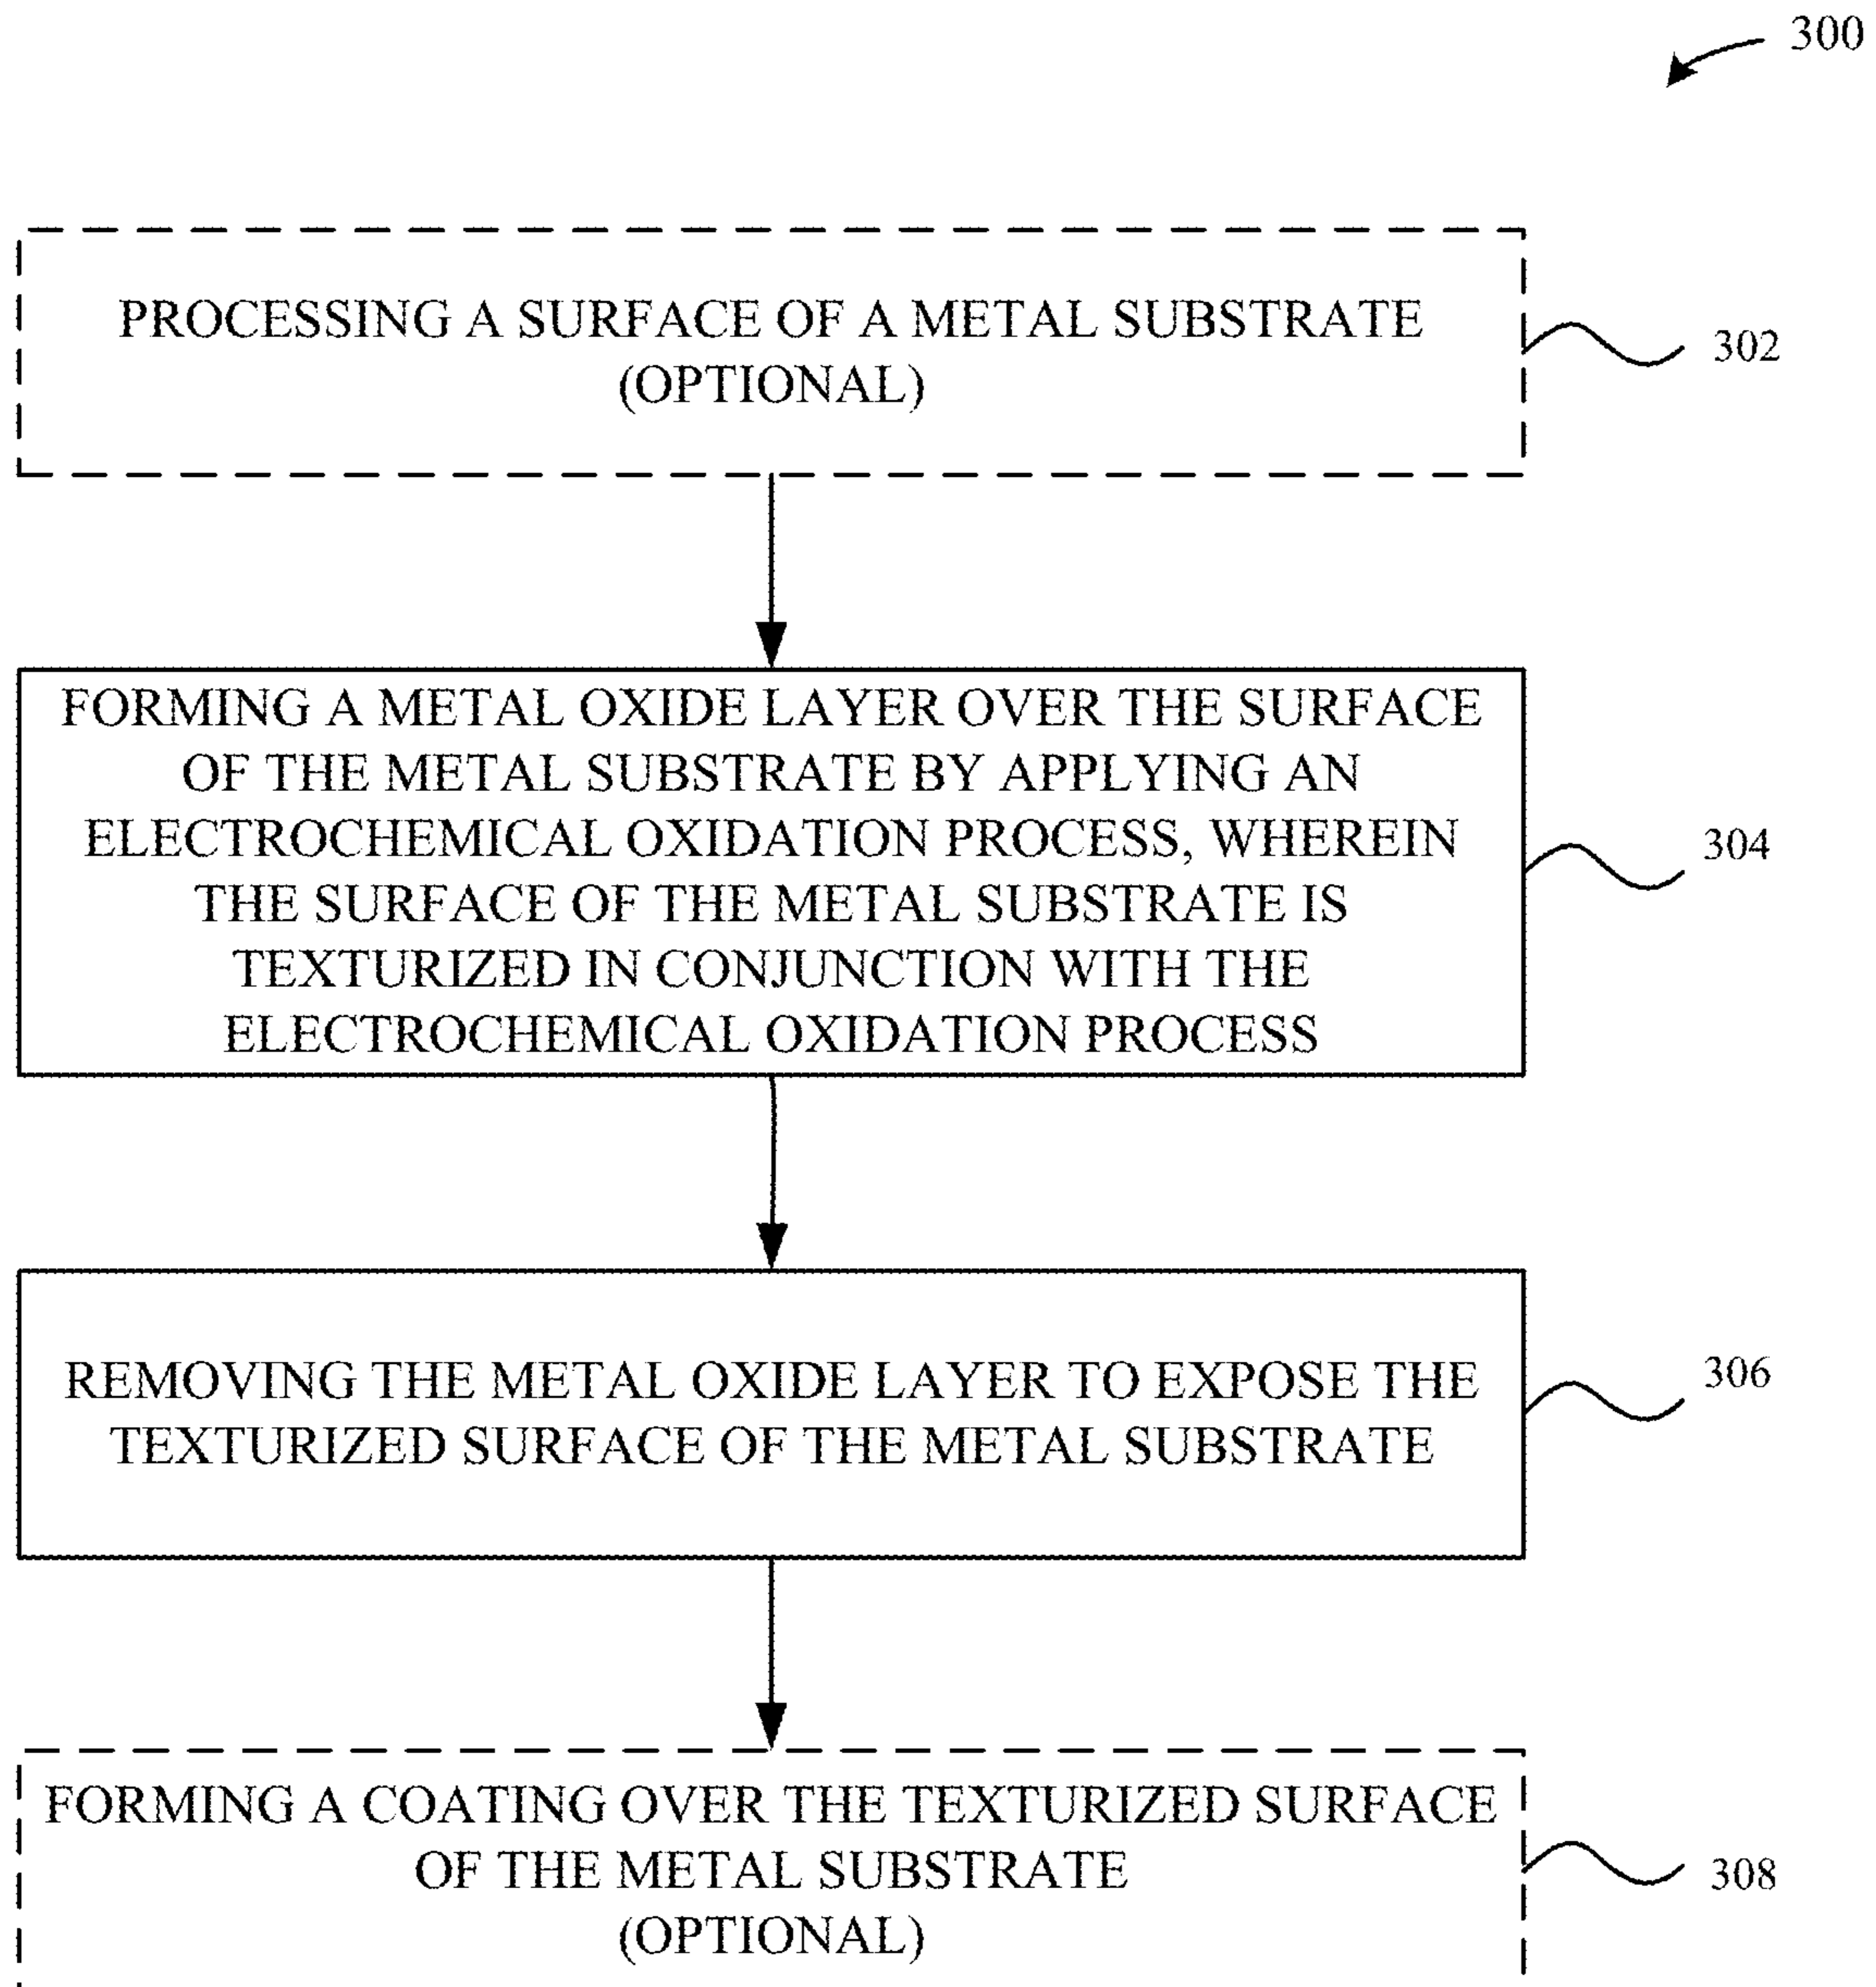 300
PROCESSING A SURFACE OF A METAL SUBSTRATE
(OPTIONAL)
302
FORMING A METAL OXIDE LAYER OVER THE SURFACE
OF THE METAL SUBSTRATE BY APPLYING AN
ELECTROCHEMICAL OXIDATION PROCESS, WHEREIN
THE SURFACE OF THE METAL SUBSTRATE IS
TEXTURIZED IN CONJUNCTION WITH THE
ELECTROCHEMICAL OXIDATION PROCESS
304
REMOVING THE METAL OXIDE LAYER TO EXPOSE THE
TEXTURIZED SURFACE OF THE METAL SUBSTRATE
306
FORMING A COATING OVER THE TEXTURIZED SURFACE
OF THE METAL SUBSTRATE
(OPTIONAL)
308